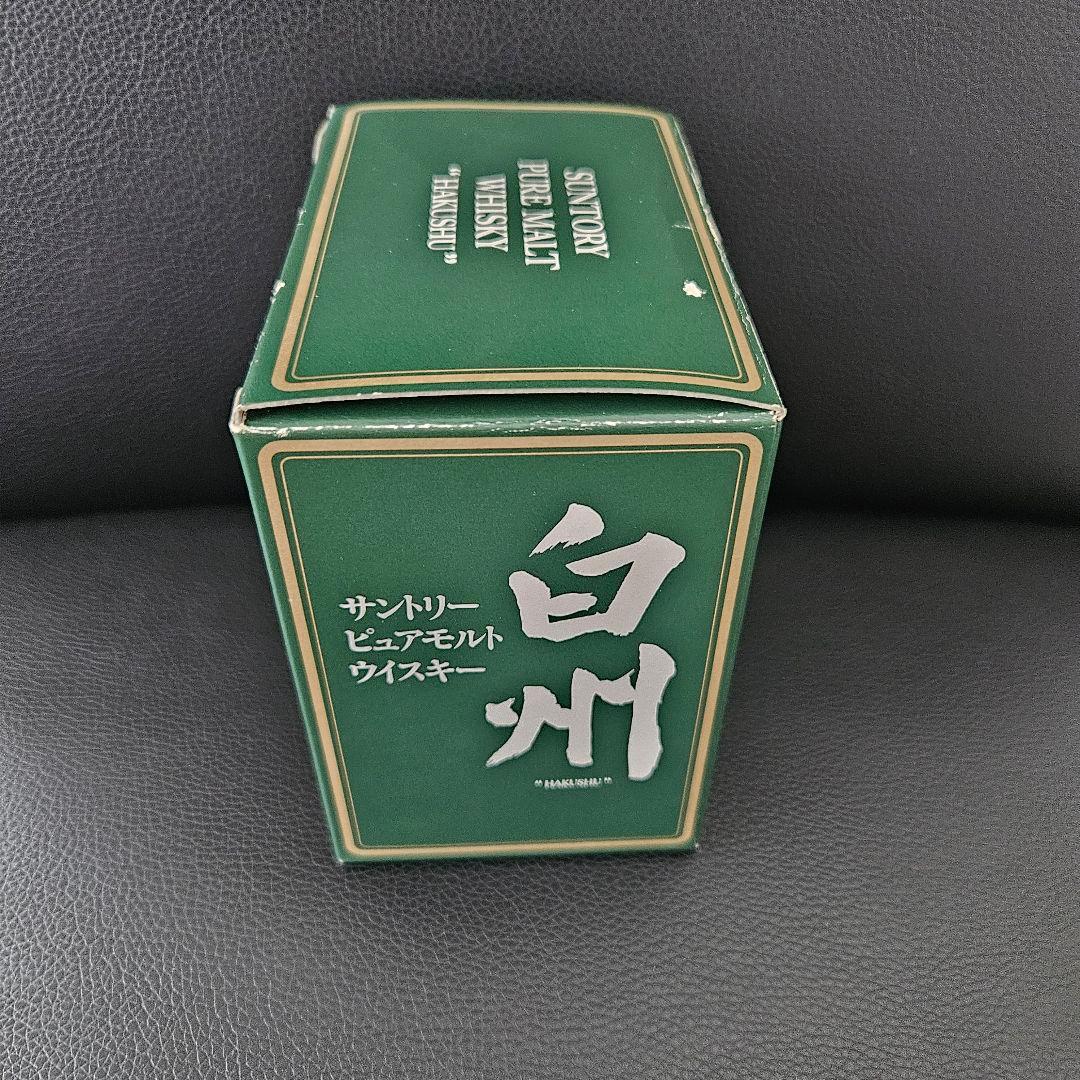 SUNTORY
PURE MALT
WHISKY
“HAKUSHU”
白州
サントリー
ピュアモルト
ウイスキー
“HAKUSHU”